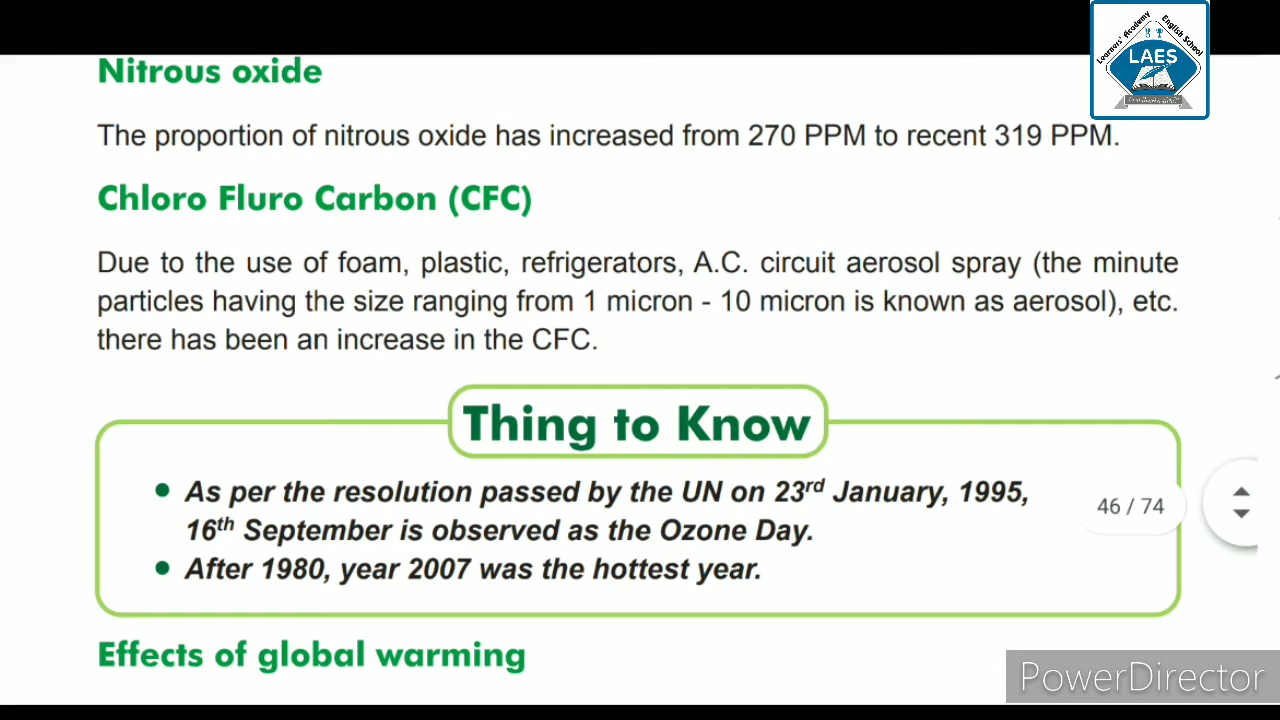 Learners' Academy English School
LAES
Nitrous oxide
The proportion of nitrous oxide has increased from 270 PPM to recent 319 PPM.
Chloro Fluro Carbon (CFC)
Due to the use of foam, plastic, refrigerators, A.C. circuit aerosol spray (the minute
particles having the size ranging from 1 micron - 10 micron is known as aerosol), etc.
there has been an increase in the CFC.
Thing to Know
• As per the resolution passed by the UN on 23rd January, 1995,
16th September is observed as the Ozone Day.
• After 1980, year 2007 was the hottest year.
46 / 74
Effects of global warming
PowerDirector